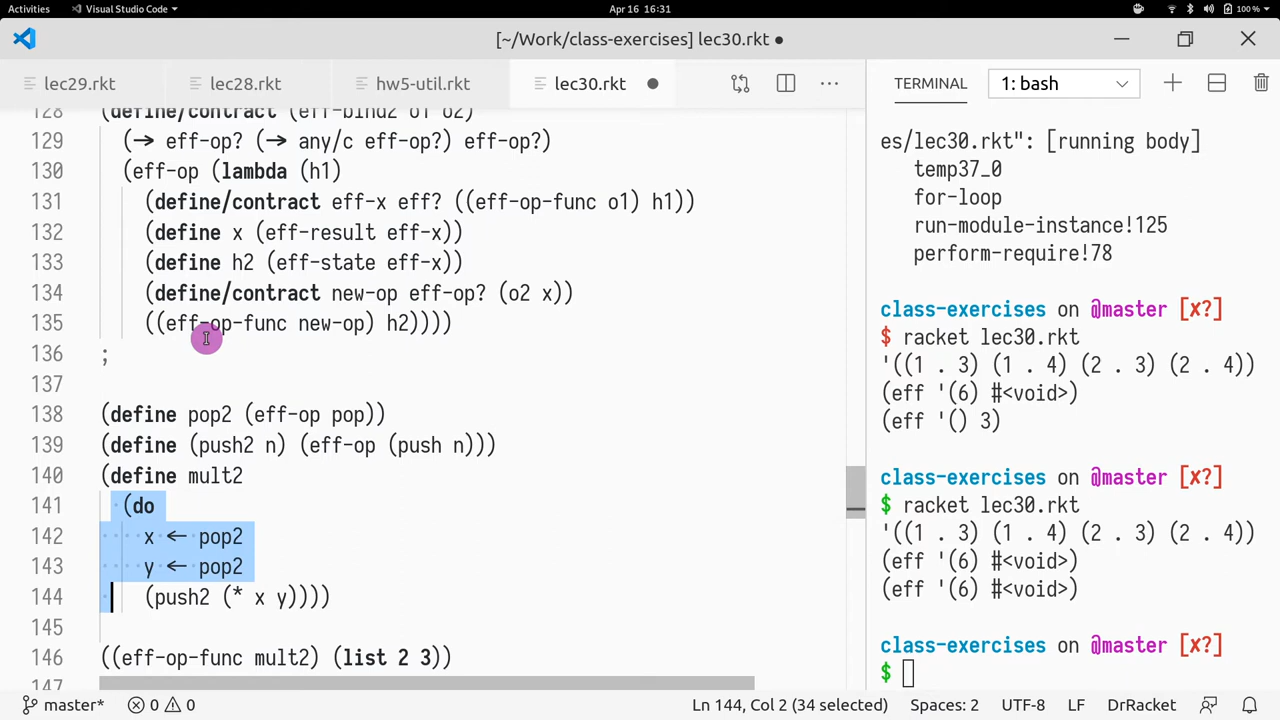 Activities
Visual Studio Code
Apr 16 16:31
100 %
[~/Work/class-exercises] lec30.rkt ●
lec29.rkt
lec28.rkt
hw5-util.rkt
lec30.rkt
TERMINAL
1: bash
128 (define/contract (eff-bind2 o1 o2)
129 (→ eff-op? (→ any/c eff-op?) eff-op?)
130 (eff-op (lambda (h1)
131 (define/contract eff-x eff? ((eff-op-func o1) h1))
132 (define x (eff-result eff-x))
133 (define h2 (eff-state eff-x))
134 (define/contract new-op eff-op? (o2 x))
135 ((eff-op-func new-op) h2))))
136 ;
137
138 (define pop2 (eff-op pop))
139 (define (push2 n) (eff-op (push n)))
140 (define mult2
141 (do
142 x ← pop2
143 y ← pop2
144 (push2 (* x y))))
145
146 ((eff-op-func mult2) (list 2 3))
147
es/lec30.rkt": [running body]
temp37_0
for-loop
run-module-instance!125
perform-require!78
class-exercises on @master [x?]
$ racket lec30.rkt
'((1 . 3) (1 . 4) (2 . 3) (2 . 4))
(eff '(6) #<void>)
(eff '() 3)
class-exercises on @master [x?]
$ racket lec30.rkt
'((1 . 3) (1 . 4) (2 . 3) (2 . 4))
(eff '(6) #<void>)
(eff '(6) #<void>)
class-exercises on @master [x?]
$
master*
0
0
Ln 144, Col 2 (34 selected)
Spaces: 2
UTF-8
LF
DrRacket